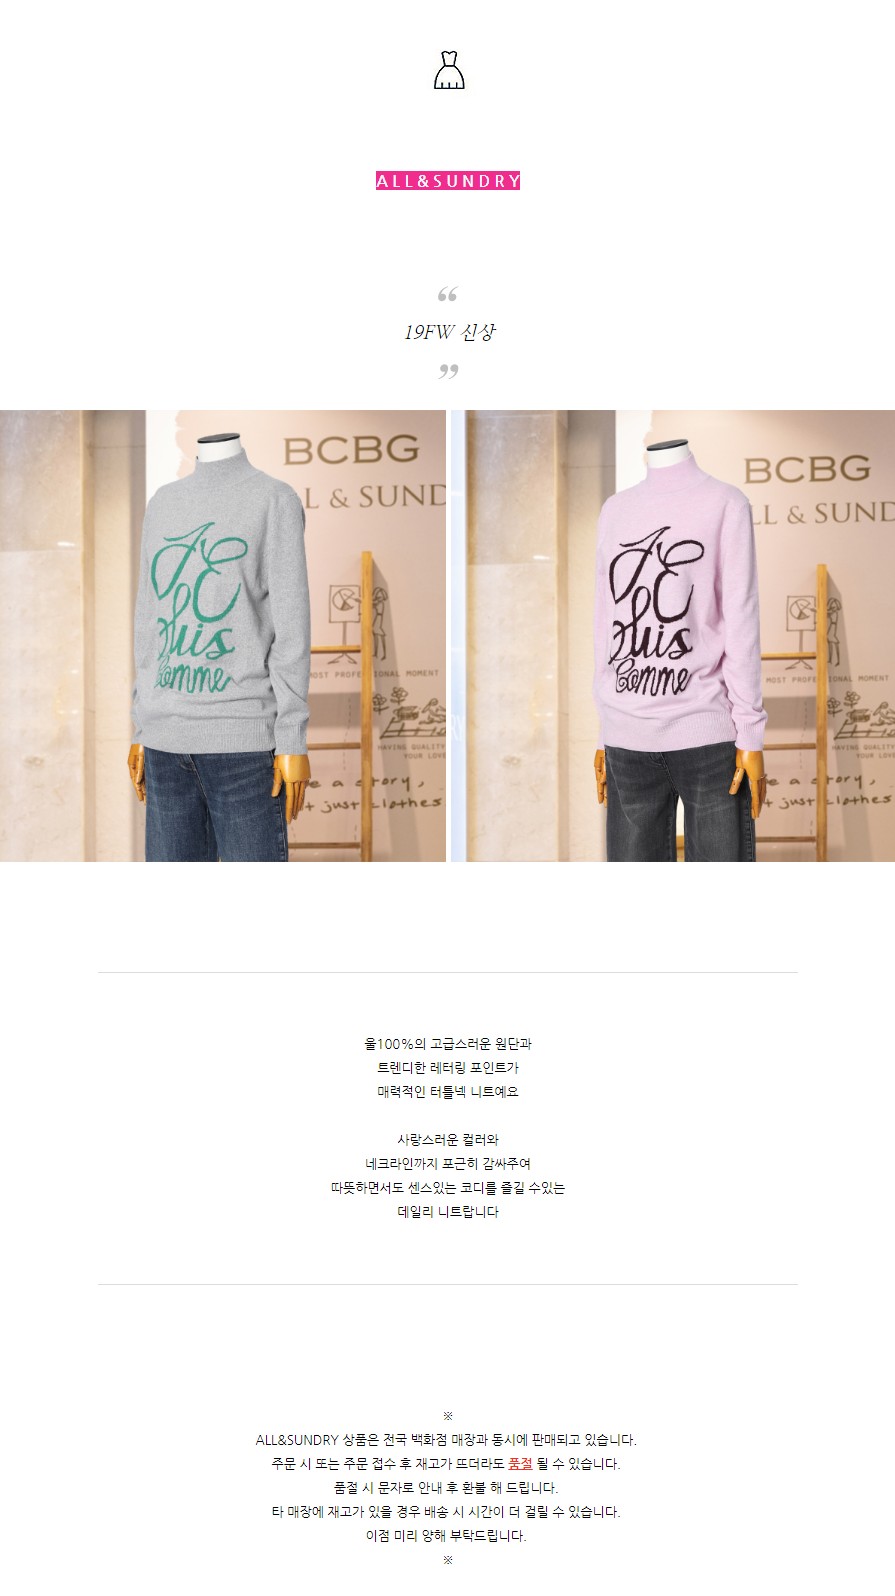 ALL&SUNDRY
“
19FW 신상
”
BCBG
LL & SUND
J'E
Suis
Comme
MOST PROFESSIONAL MOMENT
HAVING QUALITY
YOUR LOVE
e a story,
+ just clothes
BCBG
LL & SUND
J'E
Suis
Comme
MOST PROFESSIONAL MOMENT
HAVING QUALITY
YOUR LOVE
e a story,
+ just clothes
울100%의 고급스러운 원단과
트렌디한 레터링 포인트가
매력적인 터틀넥 니트예요
사랑스러운 컬러와
네크라인까지 포근히 감싸주여
따뜻하면서도 센스있는 코디를 즐길 수있는
데일리 니트랍니다
※
ALL&SUNDRY 상품은 전국 백화점 매장과 동시에 판매되고 있습니다.
주문 시 또는 주문 접수 후 재고가 뜨더라도 품절 될 수 있습니다.
품절 시 문자로 안내 후 환불 해 드립니다.
타 매장에 재고가 있을 경우 배송 시 시간이 더 걸릴 수 있습니다.
이점 미리 양해 부탁드립니다.
※